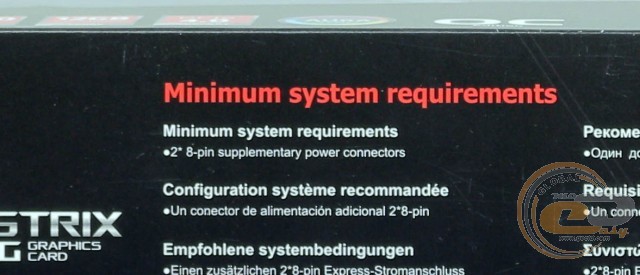 OC
Minimum system requirements
Minimum system requirements
●2* 8-pin supplementary power connectors
Configuration système recommandée
●Un conector de alimentación adicional 2*8-pin
Empfohlene systembedingungen
●Einen zusätzlichen 2*8-pin Express-Stromanschluss
STRIX
GRAPHICS
CARD
Рекоме
●Один до
Requisi
●Un conn
Συνιστώ
●2*8-pin